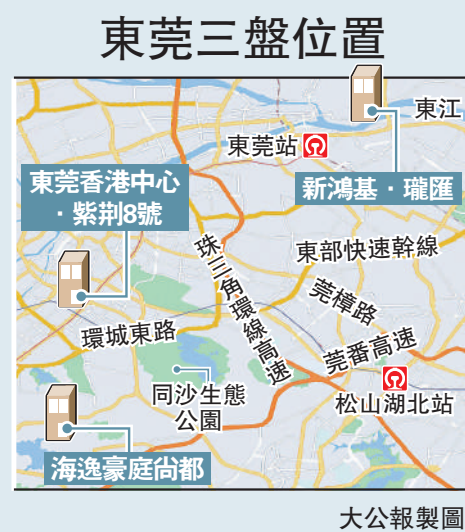 東莞三盤位置
東江
東莞站
東莞香港中心
·紫荆8號
新鴻基·瓏匯
珠三角環線高速
東部快速幹線
莞樟路
環城東路
莞番高速
同沙生態
公園
松山湖北站
海逸豪庭尚都
大公報製圖